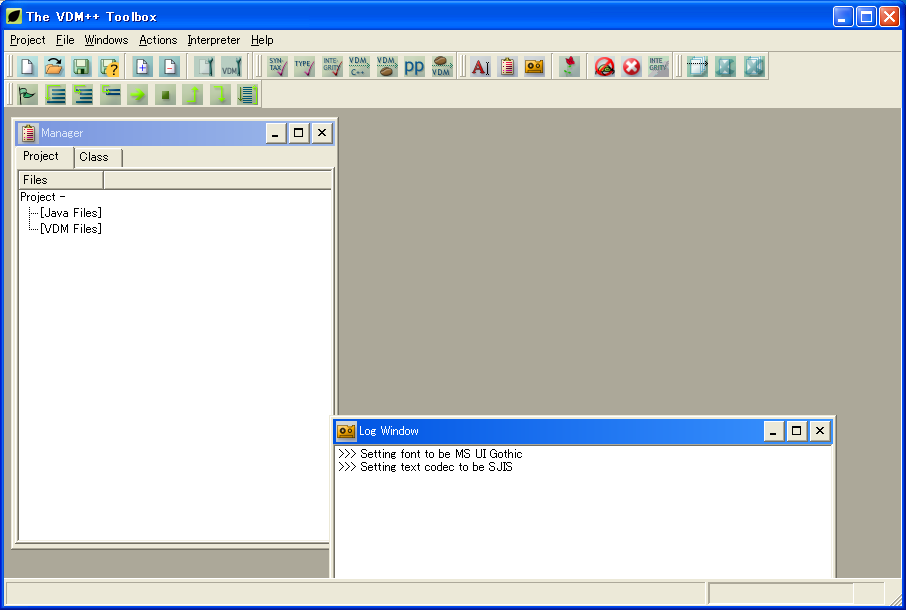 The VDM++ Toolbox
Project File Windows Actions Interpreter Help
SYN-
TAX
TYPE
INTE-
GRITY
VDM
C++
VDM
VDM
PP
INTE
GRITY
VDM
Manager
Project Class
Files
Project -
[Java Files]
[VDM Files]
Log Window
>>> Setting font to be MS UI Gothic
>>> Setting text codec to be SJIS